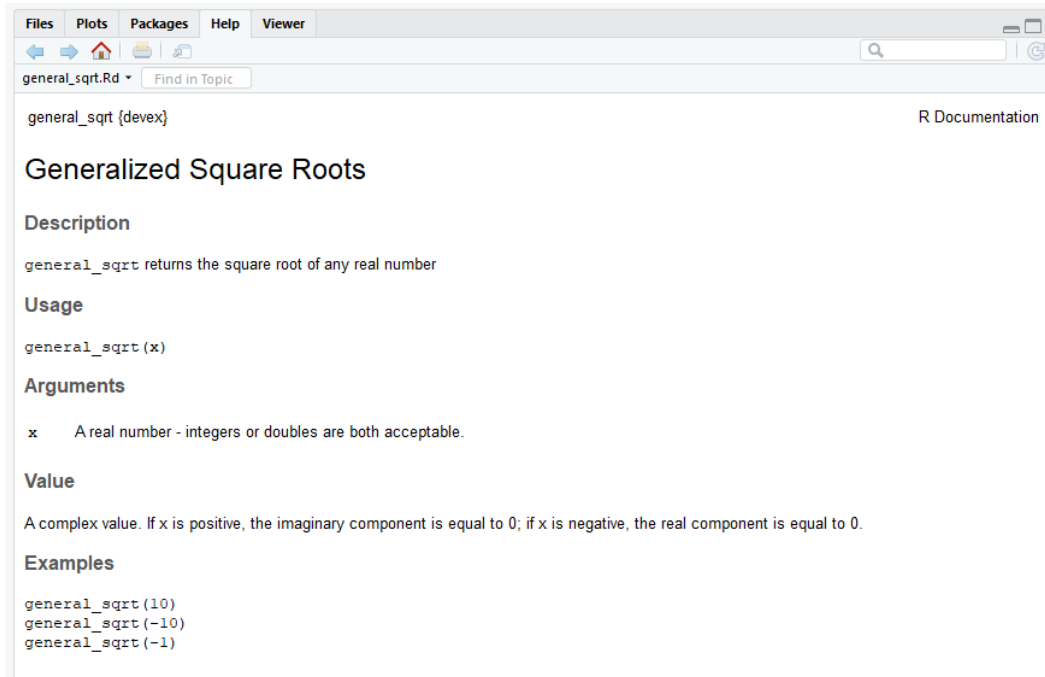 Files Plots Packages Help Viewer
general_sqrt.Rd Find in Topic
general_sqrt {devex} R Documentation
Generalized Square Roots
Description
general_sqrt returns the square root of any real number
Usage
general_sqrt(x)
Arguments
x A real number - integers or doubles are both acceptable.
Value
A complex value. If x is positive, the imaginary component is equal to 0; if x is negative, the real component is equal to 0.
Examples
general_sqrt(10)
general_sqrt(-10)
general_sqrt(-1)